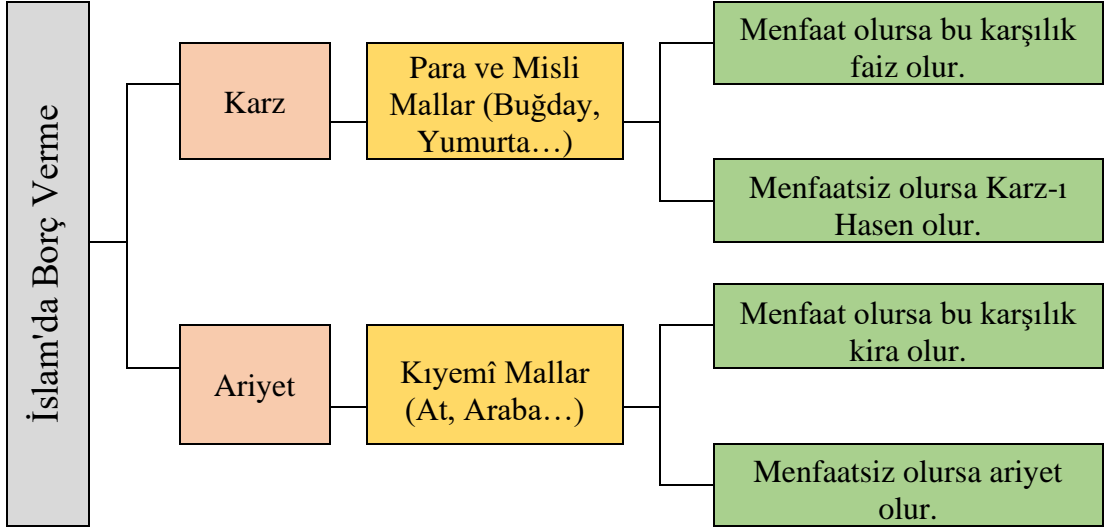 İslam'da Borç Verme
Karz
Para ve Misli
Mallar (Buğday,
Yumurta…)
Menfaat olursa bu karşılık
faiz olur.
Menfaatsiz olursa Karz-ı
Hasen olur.
Ariyet
Kıyemî Mallar
(At, Araba…)
Menfaat olursa bu karşılık
kira olur.
Menfaatsiz olursa ariyet
olur.